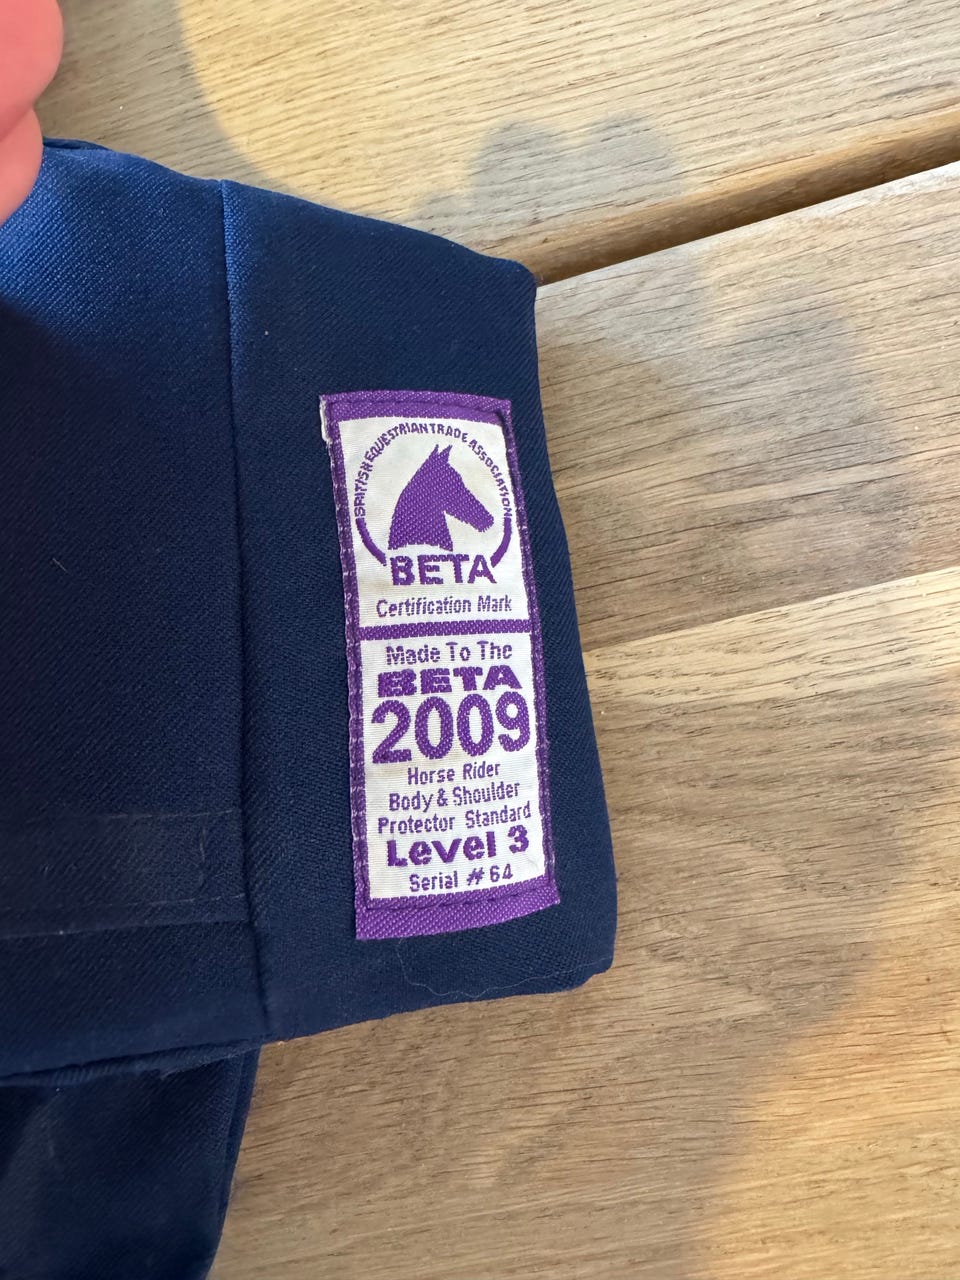 BRITISH EQUESTRIAN TRADE ASSOCIATION
BETA
Certification Mark
Made To The
BETA
2009
Horse Rider
Body & Shoulder
Protector Standard
Level 3
Serial # 64